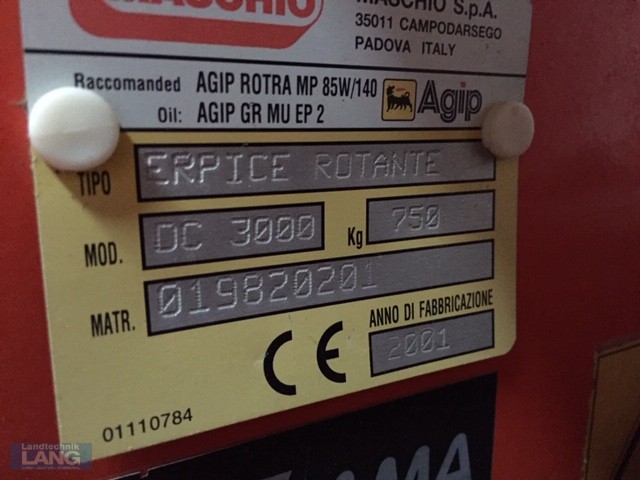 MASCHIO
MASCHIO S.p.A.
35011 CAMPODARSEGO
PADOVA ITALY
Raccomanded AGIP ROTRA MP 85W/140
Oil: AGIP GR MU EP 2
Agip
TIPO ERPICE ROTANTE
MOD. DC 3000 Kg 750
MATR. 019820201
ANNO DI FABBRICAZIONE
CE 2001
01110784
Landtechnik
LANG